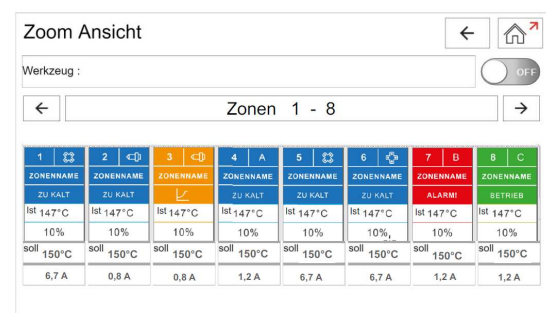 Zoom Ansicht
Werkzeug :
OFF
Zonen 1 - 8
1 2 3 4 A 5 6 7 B 8 C
ZONENNAME ZONENNAME ZONENNAME ZONENNAME ZONENNAME ZONENNAME ZONENNAME ZONENNAME
ZU KALT ZU KALT ZU KALT ZU KALT ZU KALT ALARM! BETRIEB
Ist 147°C Ist 147°C Ist 147°C Ist 147°C Ist 147°C Ist 147°C Ist 147°C Ist 147°C
10% 10% 10% 10% 10% 10% 10% 10%
soll 150°C soll 150°C soll 150°C soll 150°C soll 150°C soll 150°C soll 150°C soll 150°C
6,7 A 0,8 A 0,8 A 1,2 A 6,7 A 6,7 A 1,2 A 1,2 A